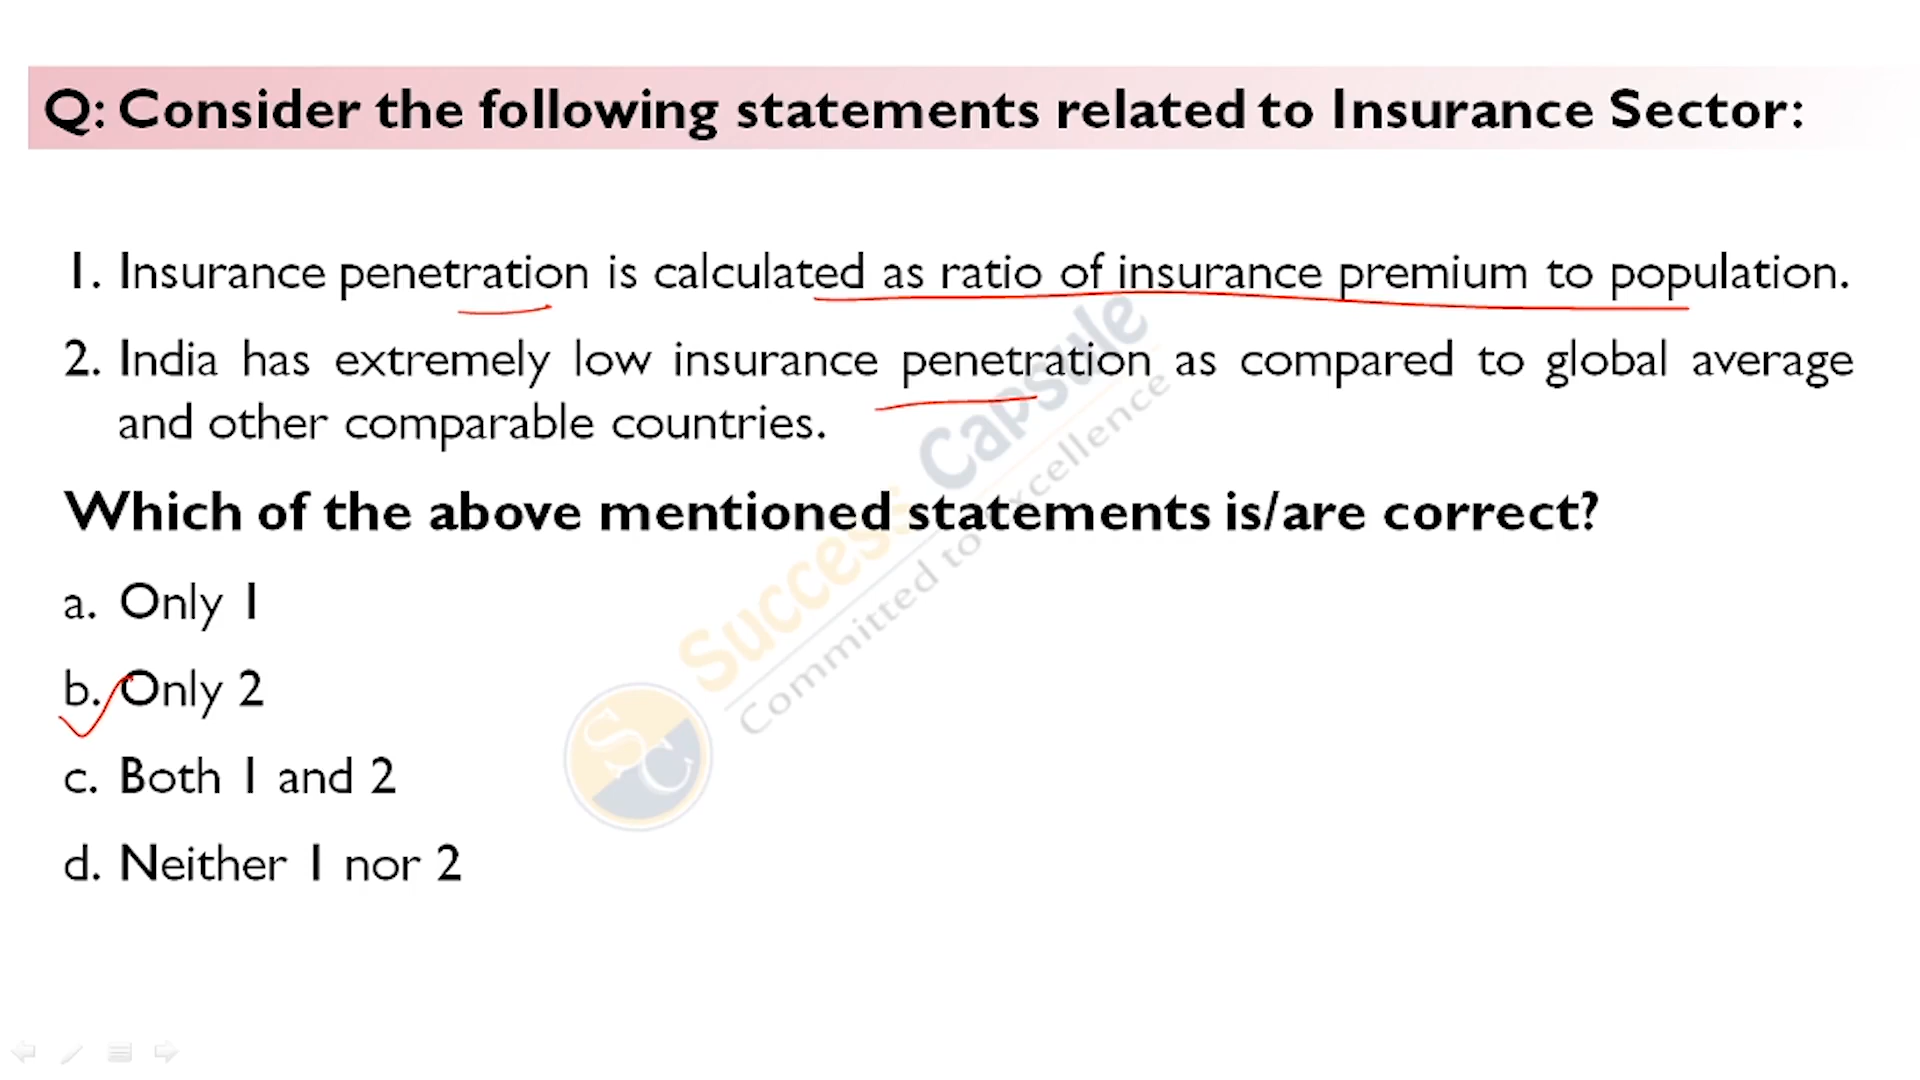 Q: Consider the following statements related to Insurance Sector:
1. Insurance penetration is calculated as ratio of insurance premium to population.
2. India has extremely low insurance penetration as compared to global average
and other comparable countries.
Which of the above mentioned statements is/are correct?
a. Only 1
b. Only 2
c. Both 1 and 2
d. Neither 1 nor 2
Success Capsule
Committed to Excellence
SC